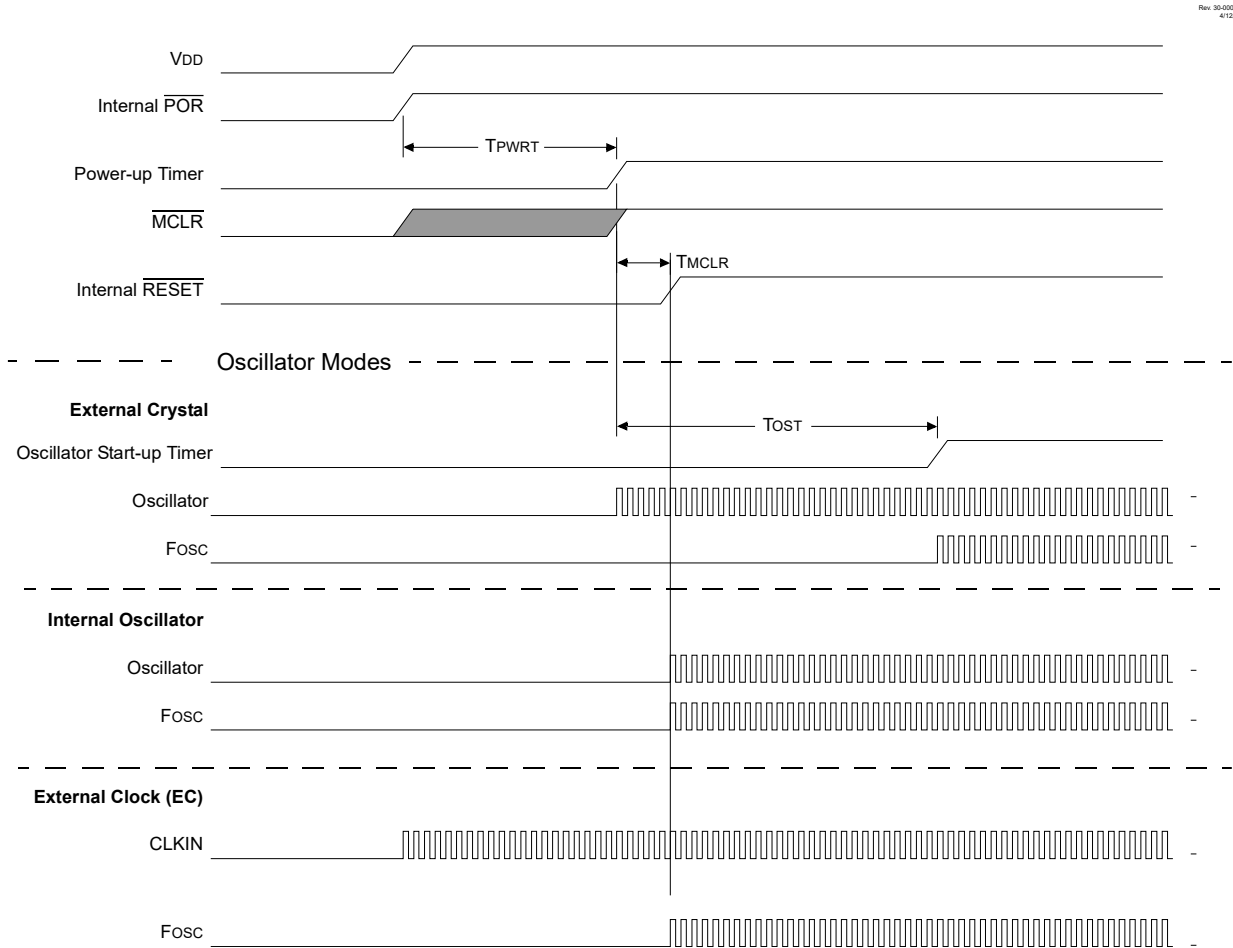 Rev. 30-000
4/12
VDD
Internal POR
TPWRT
Power-up Timer
MCLR
TMCLR
Internal RESET
Oscillator Modes
External Crystal
TOST
Oscillator Start-up Timer
Oscillator
FOSC
Internal Oscillator
Oscillator
FOSC
External Clock (EC)
CLKIN
FOSC